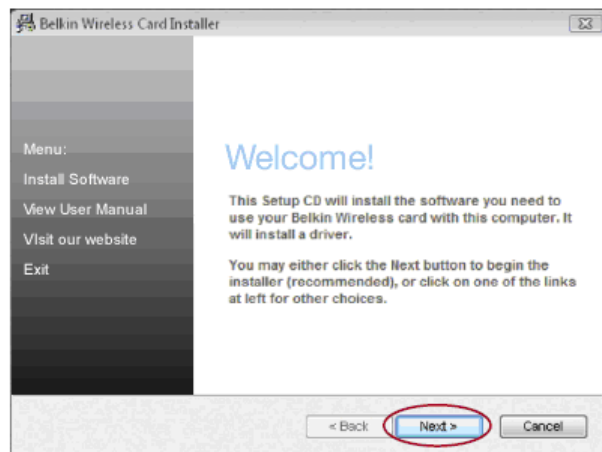 Belkin Wireless Card Installer
Menu:
Install Software
View User Manual
VIsit our website
Exit
Welcome!
This Setup CD will install the software you need to
use your Belkin Wireless card with this computer. It
will install a driver.
You may either click the Next button to begin the
installer (recommended), or click on one of the links
at left for other choices.
< Back
Next >
Cancel